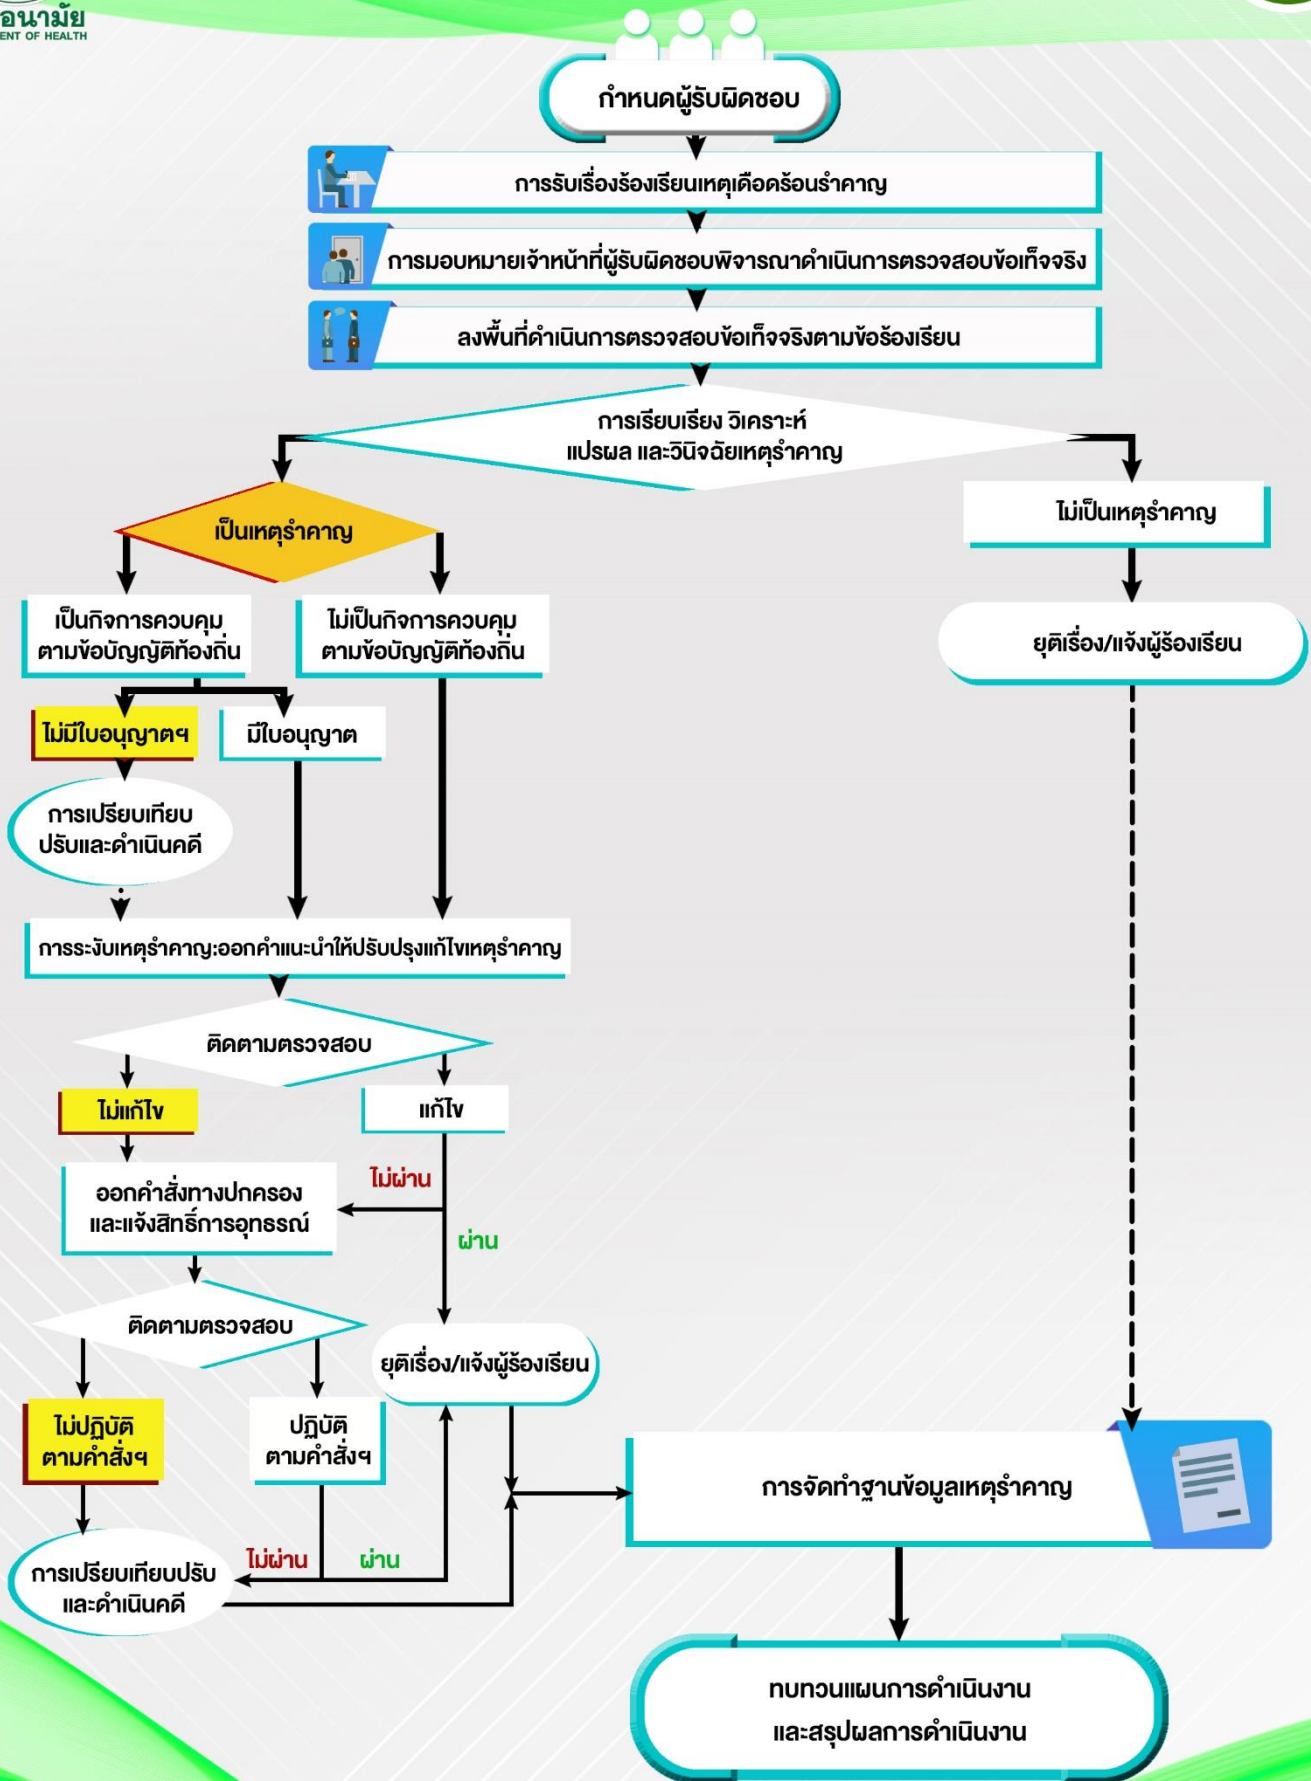 อนามัย
ENT OF HEALTH
กำหนดผู้รับผิดชอบ
การรับเรื่องร้องเรียนเหตุเดือดร้อนรำคาญ
การมอบหมายเจ้าหน้าที่ผู้รับผิดชอบพิจารณาดำเนินการตรวจสอบข้อเท็จจริง
ลงพื้นที่ดำเนินการตรวจสอบข้อเท็จจริงตามข้อร้องเรียน
การเรียบเรียง วิเคราะห์
แปรผล และวินิจฉัยเหตุรำคาญ
เป็นเหตุรำคาญ
ไม่เป็นเหตุรำคาญ
เป็นกิจการควบคุม
ตามข้อบัญญัติท้องถิ่น
ไม่เป็นกิจการควบคุม
ตามข้อบัญญัติท้องถิ่น
ยุติเรื่อง/แจ้งผู้ร้องเรียน
ไม่มีใบอนุญาตฯ
มีใบอนุญาต
การเปรียบเทียบ
ปรับและดำเนินคดี
การระงับเหตุรำคาญ:ออกคำแนะนำให้ปรับปรุงแก้ไขเหตุรำคาญ
ติดตามตรวจสอบ
ไม่แก้ไข
แก้ไข
ไม่ผ่าน
ออกคำสั่งทางปกครอง
และแจ้งสิทธิ์การอุทธรณ์
ผ่าน
ติดตามตรวจสอบ
ยุติเรื่อง/แจ้งผู้ร้องเรียน
ไม่ปฏิบัติ
ตามคำสั่งฯ
ปฏิบัติ
ตามคำสั่งฯ
การจัดทำฐานข้อมูลเหตุรำคาญ
ไม่ผ่าน
ผ่าน
การเปรียบเทียบปรับ
และดำเนินคดี
ทบทวนแผนการดำเนินงาน
และสรุปผลการดำเนินงาน